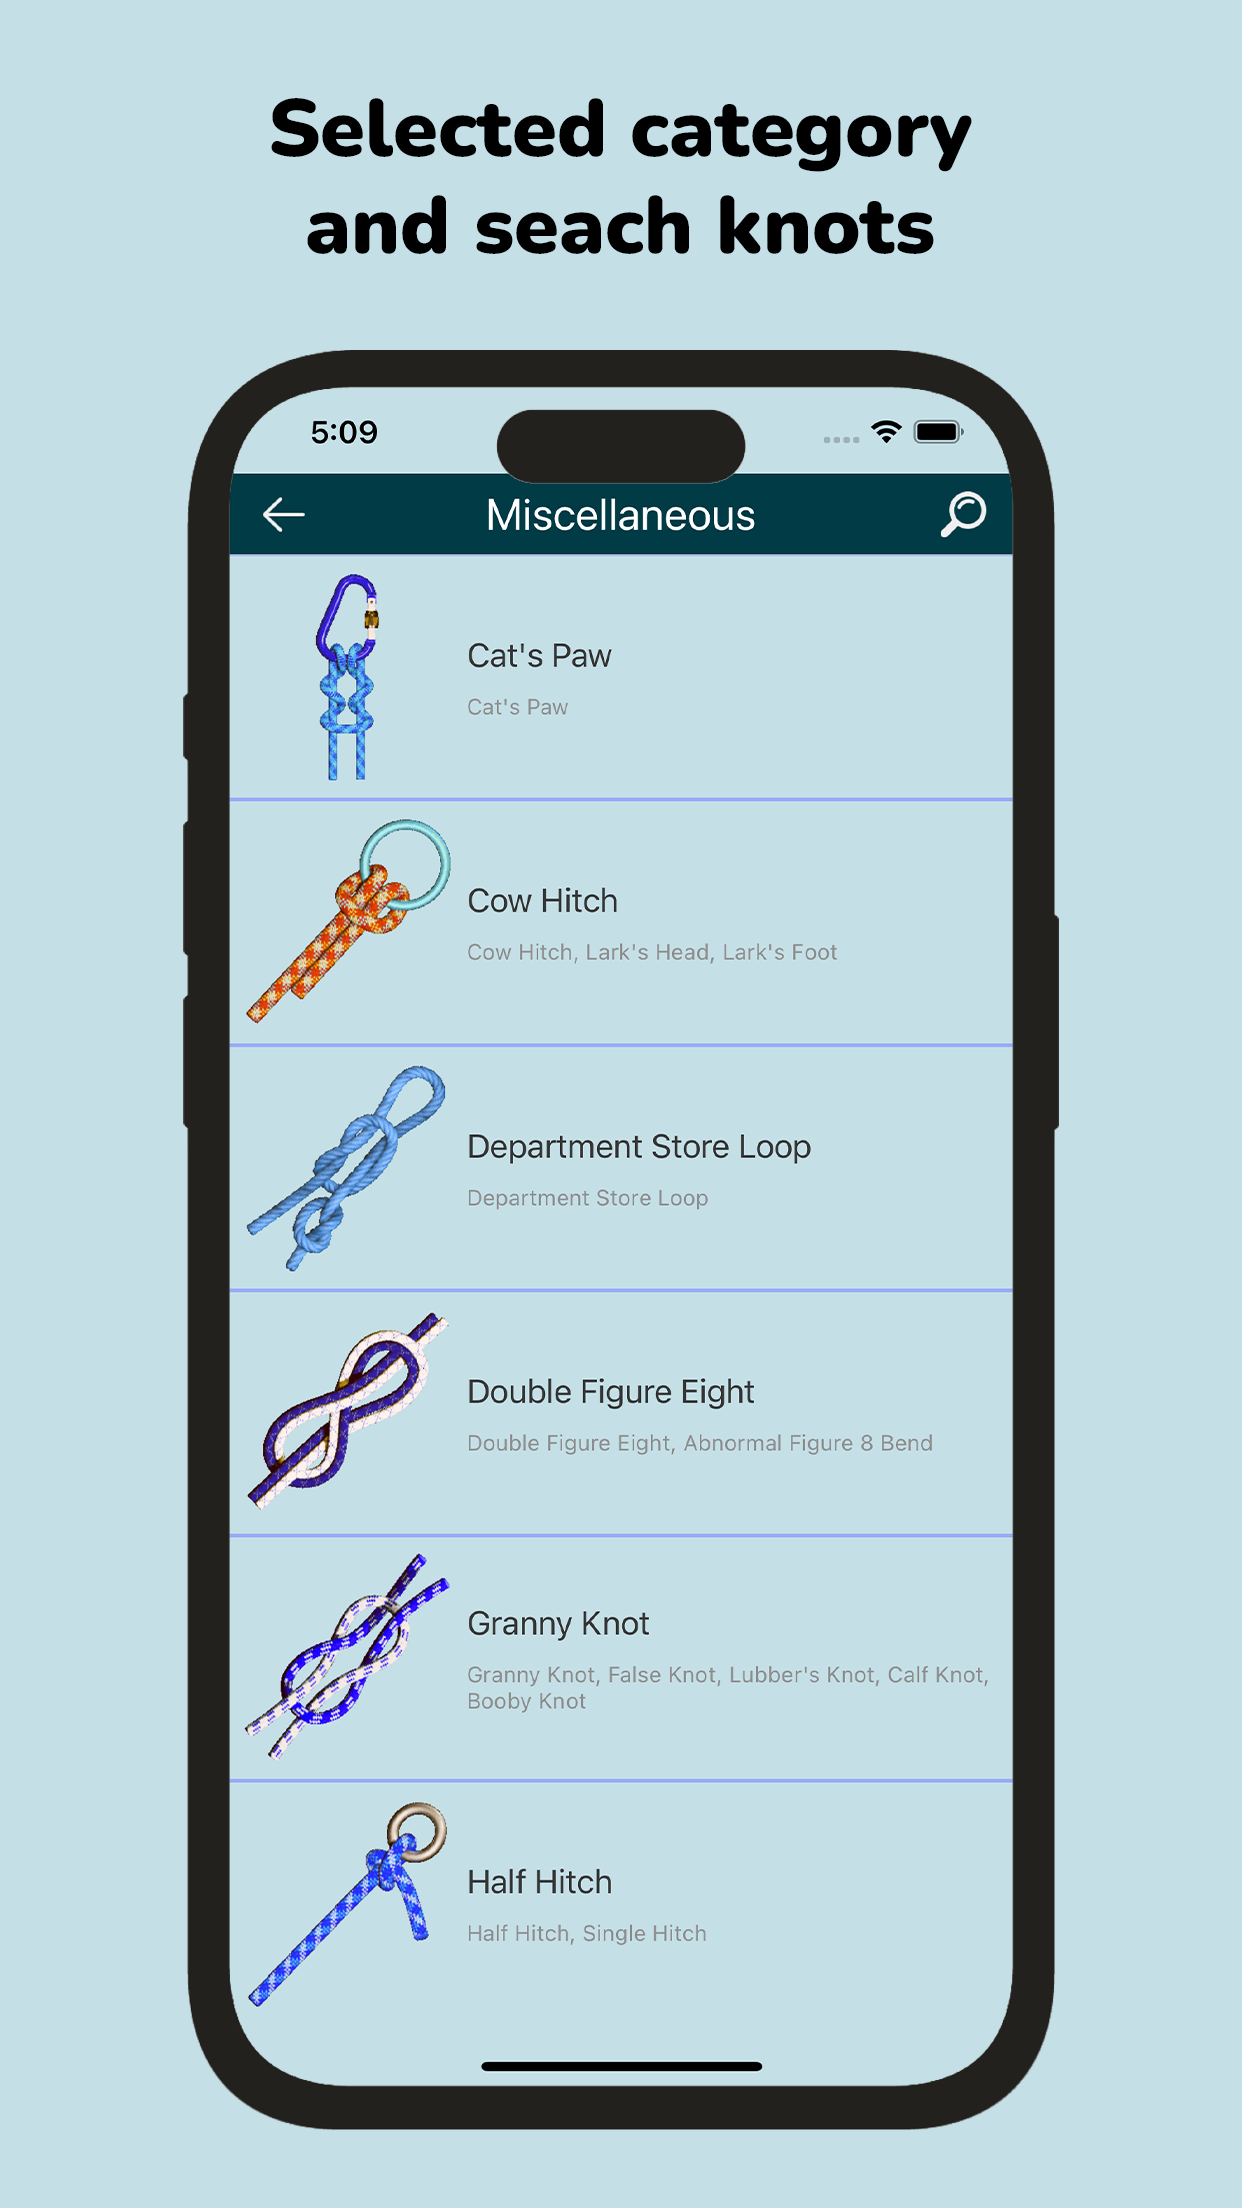 Selected category
and seach knots
5:09
Miscellaneous
Cat's Paw
Cat's Paw
Cow Hitch
Cow Hitch, Lark's Head, Lark's Foot
Department Store Loop
Department Store Loop
Double Figure Eight
Double Figure Eight, Abnormal Figure 8 Bend
Granny Knot
Granny Knot, False Knot, Lubber's Knot, Calf Knot,
Booby Knot
Half Hitch
Half Hitch, Single Hitch